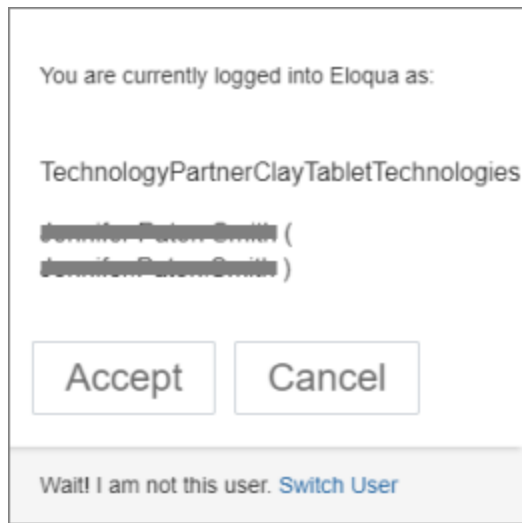 You are currently logged into Eloqua as:
TechnologyPartnerClayTabletTechnologies
(
)
Accept
Cancel
Wait! I am not this user. Switch User